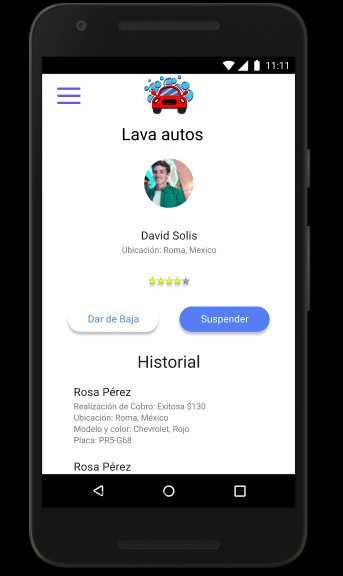 11:11
Lava autos
David Solis
Ubicación: Roma, Mexico
Dar de Baja
Suspender
Historial
Rosa Pérez
Realización de Cobro: Exitosa $130
Ubicación: Roma, México
Modelo y color: Chevrolet, Rojo
Placa: PR5-G68
Rosa Pérez